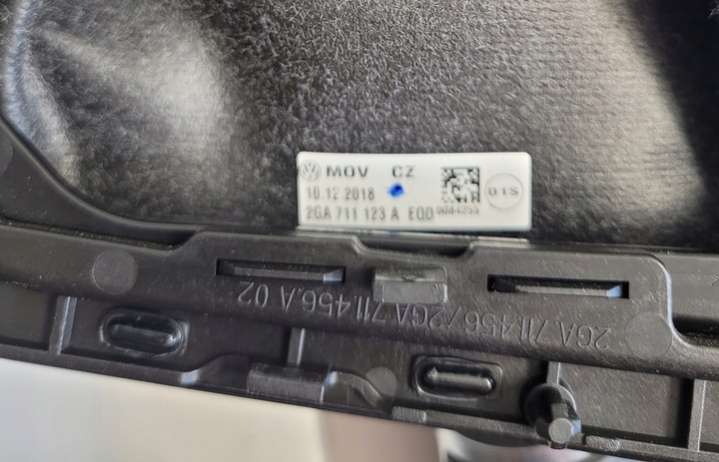 MOV CZ
10.12.2018
2GA 711 123 A EQD
01S
2GA 711.456/2GA 711.456.A 02